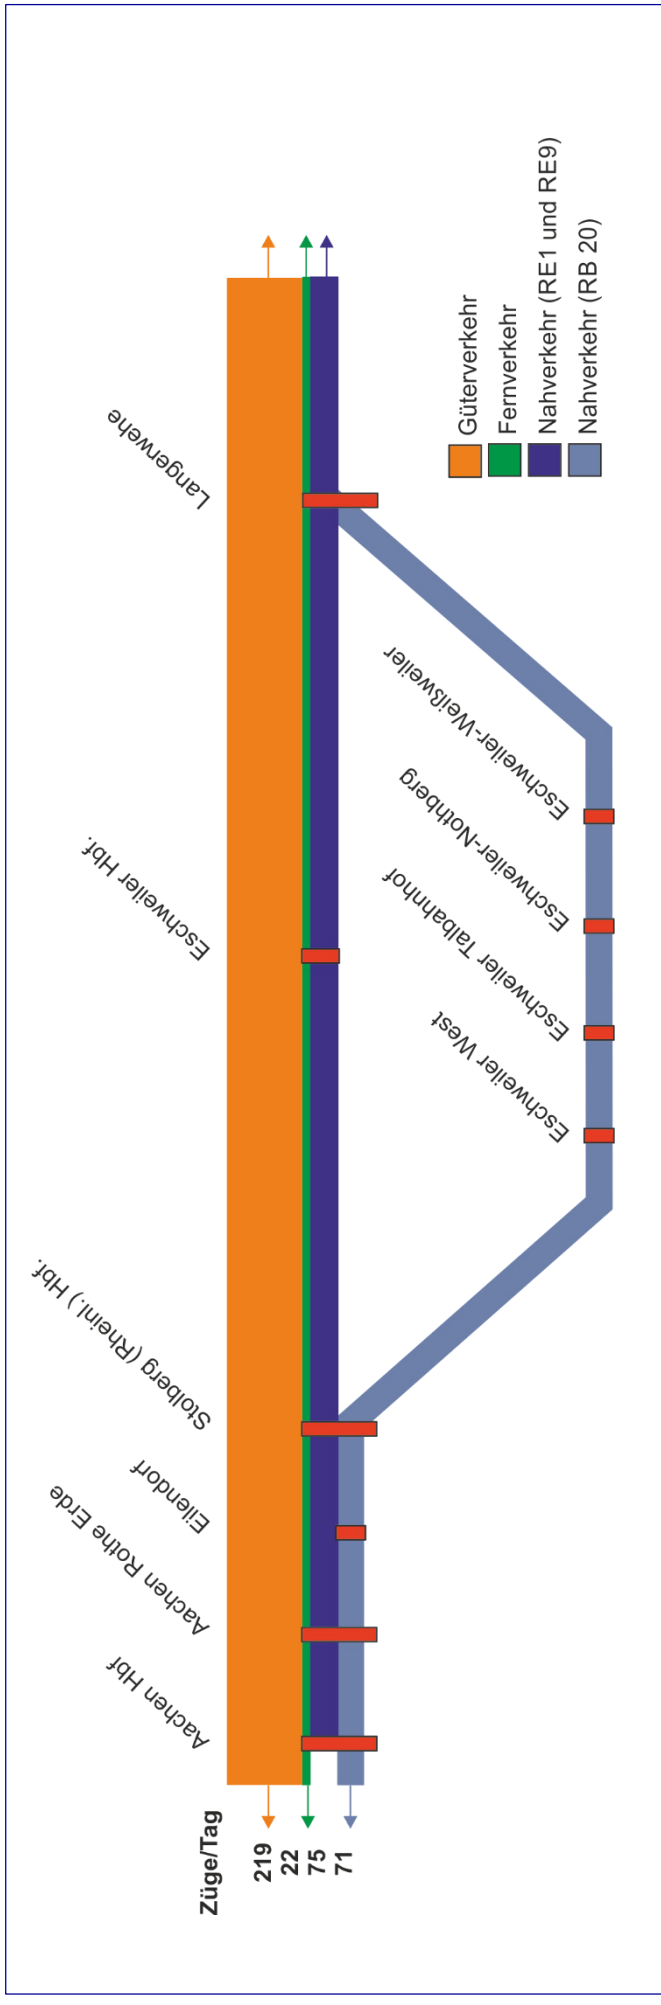 Aachen Hbf
Aachen Rothe Erde
Eilendorf
Stolberg (Rheinl.) Hbf.
Eschweiler Hbf.
Langerwehe
Züge/Tag
219
22
75
71
Eschweiler West
Eschweiler Talbahnhof
Eschweiler-Nothberg
Eschweiler-Weißweiler
Güterverkehr
Fernverkehr
Nahverkehr (RE1 und RE9)
Nahverkehr (RB 20)